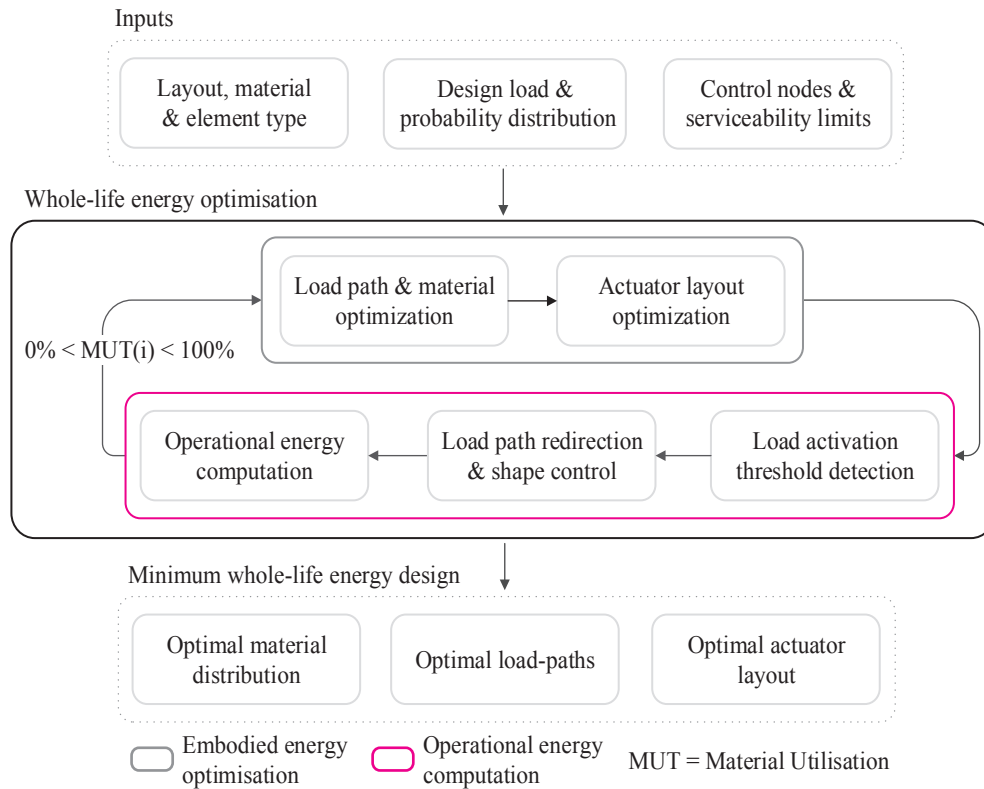 Inputs
Layout, material
& element type
Design load &
probability distribution
Control nodes &
serviceability limits
Whole-life energy optimisation
Load path & material
optimization
Actuator layout
optimization
0% < MUT(i) < 100%
Operational energy
computation
Load path redirection
& shape control
Load activation
threshold detection
Minimum whole-life energy design
Optimal material
distribution
Optimal load-paths
Optimal actuator
layout
Embodied energy
optimisation
Operational energy
computation
MUT = Material Utilisation